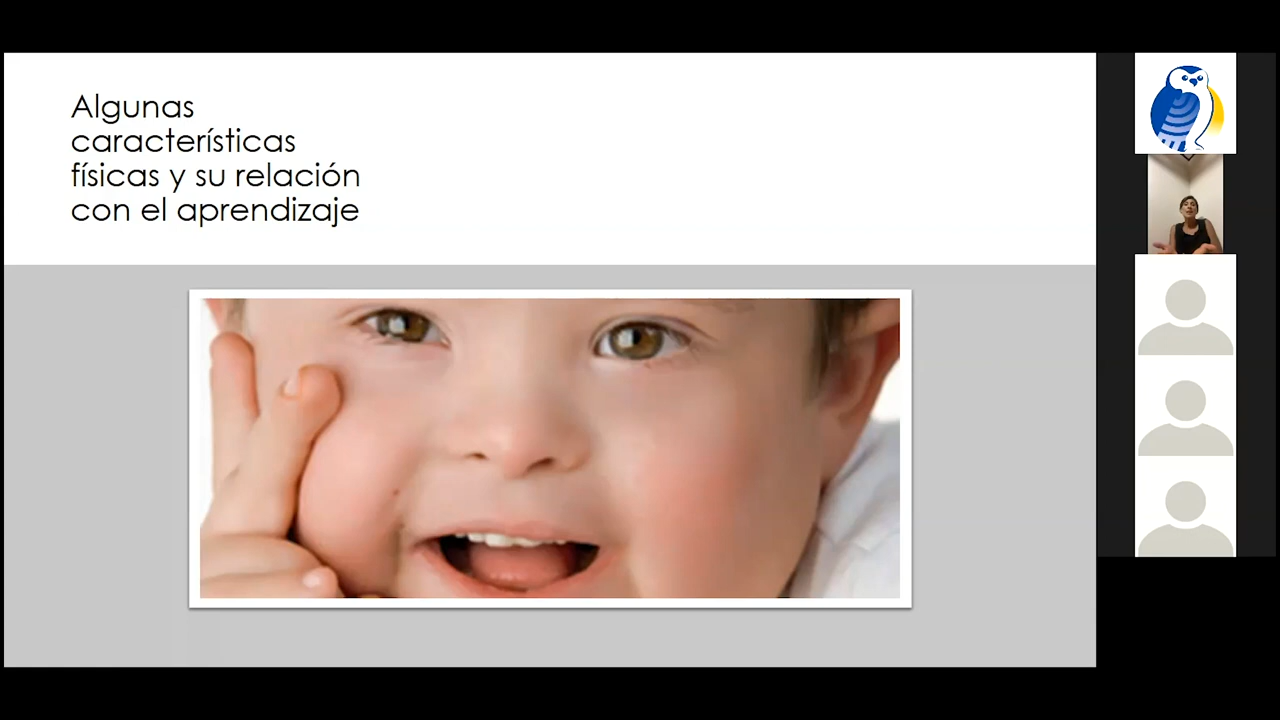 Algunas
características
físicas y su relación
con el aprendizaje